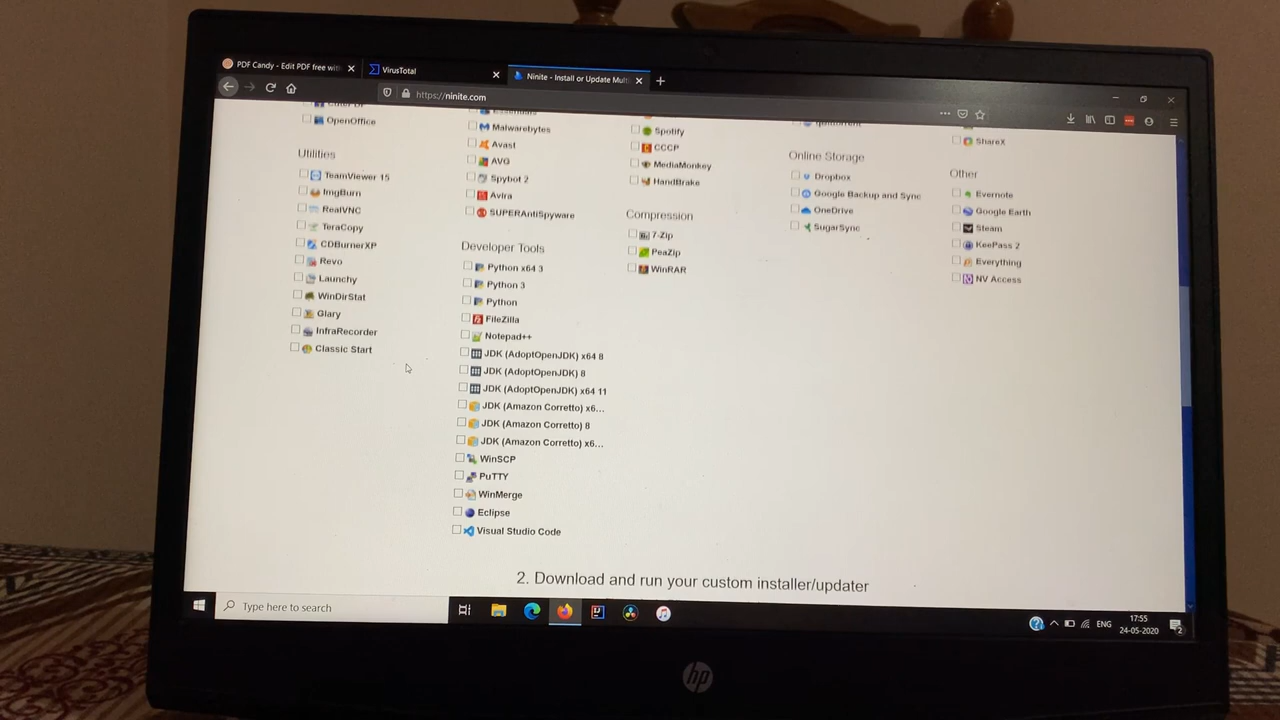 PDF Candy - Edit PDF free with
VirusTotal
Ninite - Install or Update Mult
https://ninite.com
OpenOffice
Utilities
TeamViewer 15
ImgBurn
RealVNC
TeraCopy
CDBurnerXP
Revo
Launchy
WinDirStat
Glary
InfraRecorder
Classic Start
Essentials
Malwarebytes
Avast
AVG
Spybot 2
Avira
SUPERAntiSpyware
Developer Tools
Python x64 3
Python 3
Python
FileZilla
Notepad++
JDK (AdoptOpenJDK) x64 8
JDK (AdoptOpenJDK) 8
JDK (AdoptOpenJDK) x64 11
JDK (Amazon Corretto) x6...
JDK (Amazon Corretto) 8
JDK (Amazon Corretto) x6...
WinSCP
PuTTY
WinMerge
Eclipse
Visual Studio Code
Spotify
CCCP
MediaMonkey
HandBrake
Compression
7-Zip
PeaZip
WinRAR
qBittorrent
Online Storage
Dropbox
Google Backup and Sync
OneDrive
SugarSync
ShareX
Other
Evernote
Google Earth
Steam
KeePass 2
Everything
NV Access
2. Download and run your custom installer/updater
Type here to search
ENG
17:55
24-05-2020
2
hp